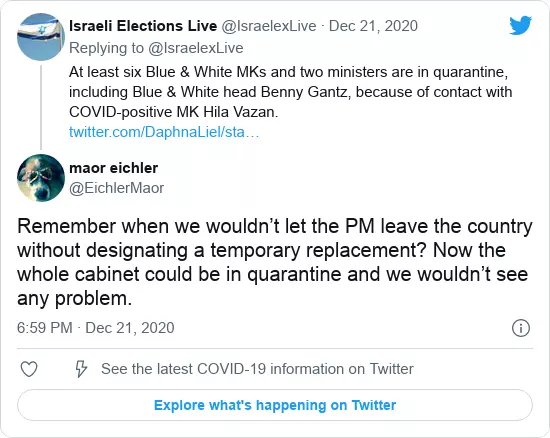 Israeli Elections Live @IsraelexLive · Dec 21, 2020
Replying to @IsraelexLive
At least six Blue & White MKs and two ministers are in quarantine,
including Blue & White head Benny Gantz, because of contact with
COVID-positive MK Hila Vazan.
twitter.com/DaphnaLiel/sta…
maor eichler
@EichlerMaor
Remember when we wouldn’t let the PM leave the country
without designating a temporary replacement? Now the
whole cabinet could be in quarantine and we wouldn’t see
any problem.
6:59 PM · Dec 21, 2020
See the latest COVID-19 information on Twitter
Explore what's happening on Twitter